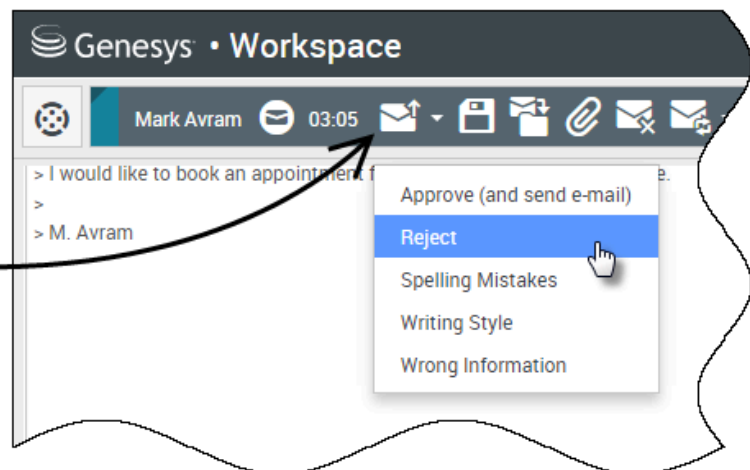 Genesys • Workspace
Mark Avram 03:05
> I would like to book an appointment e.
>
> M. Avram
Approve (and send e-mail)
Reject
Spelling Mistakes
Writing Style
Wrong Information